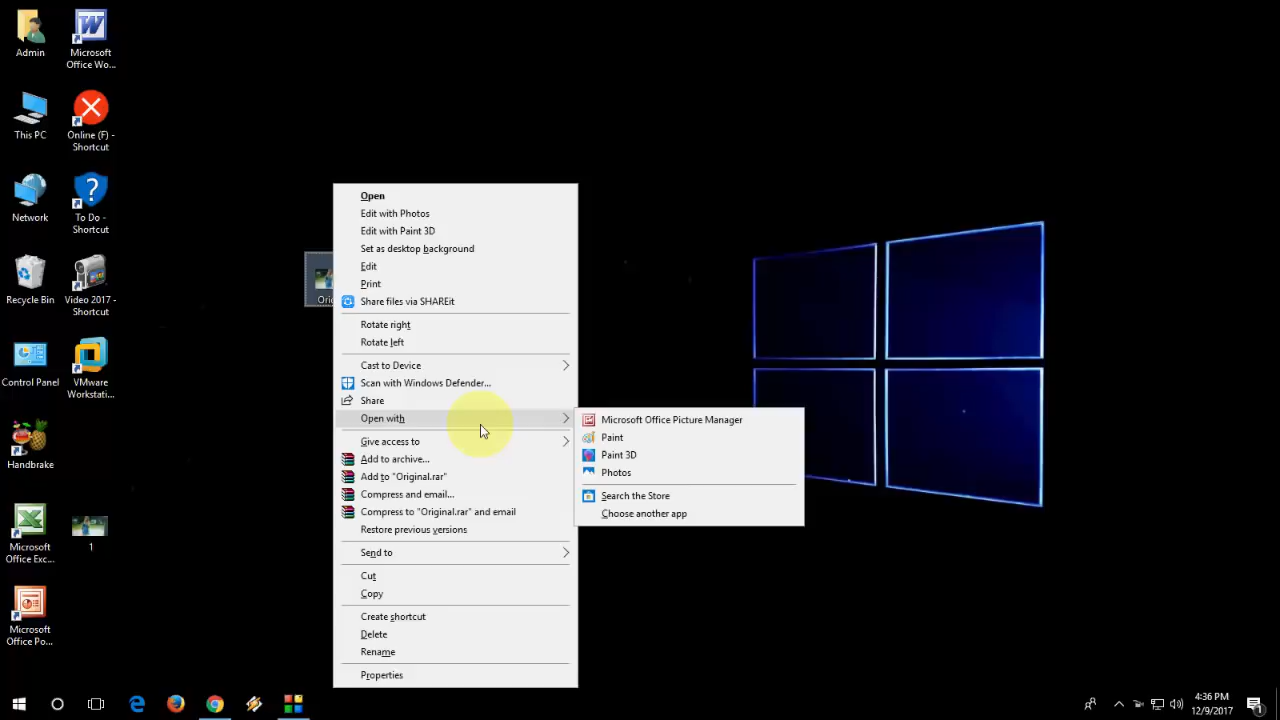 Admin
Microsoft
Office Wo...
This PC
Online (F) -
Shortcut
Network
To Do -
Shortcut
Recycle Bin
Video 2017 -
Shortcut
Control Panel
VMware
Workstati...
Handbrake
Microsoft
Office Exc...
1
Microsoft
Office Po...
Open
Edit with Photos
Edit with Paint 3D
Set as desktop background
Edit
Print
Share files via SHAREit
Rotate right
Rotate left
Cast to Device
Scan with Windows Defender...
Share
Open with
Give access to
Add to archive...
Add to "Original.rar"
Compress and email...
Compress to "Original.rar" and email
Restore previous versions
Send to
Cut
Copy
Create shortcut
Delete
Rename
Properties
Microsoft Office Picture Manager
Paint
Paint 3D
Photos
Search the Store
Choose another app
4:36 PM
12/9/2017
1